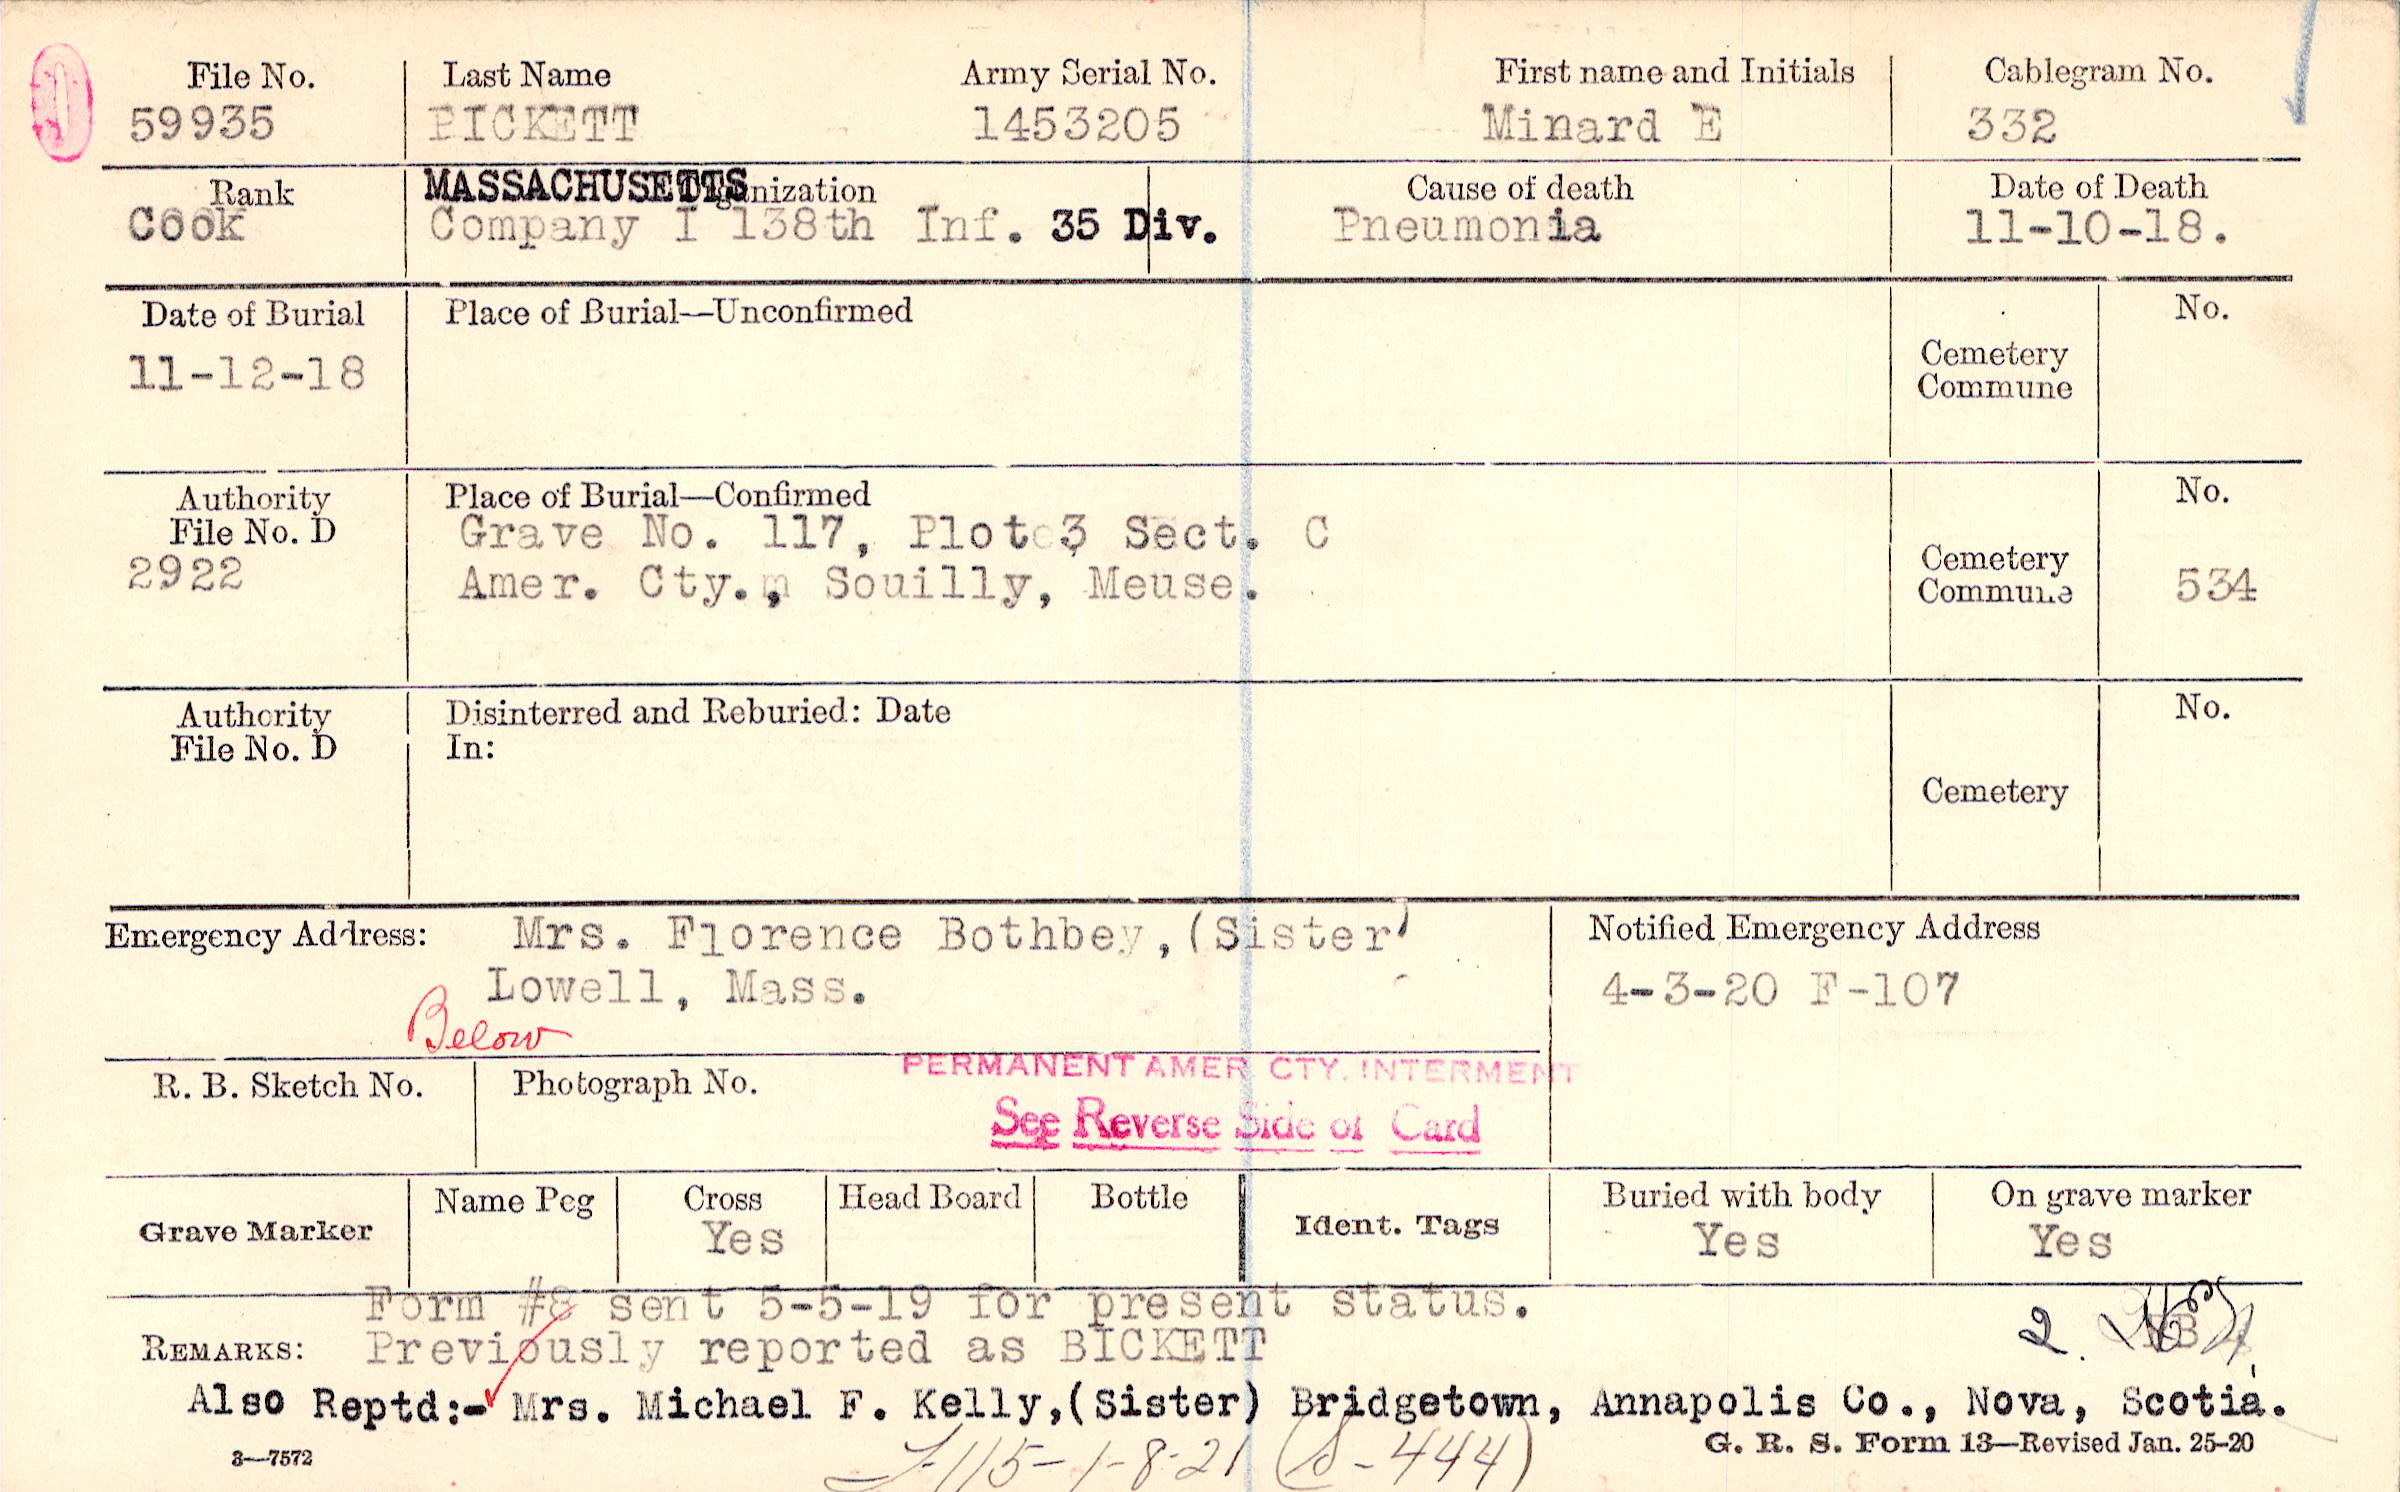 File No. Last Name Army Serial No. First name and Initials Cablegram No.
59935 PICKETT 1453205 Minard E 332
Rank MASSACHUSETTS Organization Cause of death Date of Death
Cook Company I 138th Inf. 35 Div. Pneumonia 11-10-18.
Date of Burial Place of Burial—Unconfirmed No.
11-12-18 Cemetery
Commune
Authority Place of Burial—Confirmed No.
File No. D Grave No. 117, Plot 3 Sect. C Cemetery
2922 Amer. Cty., Souilly, Meuse. Commune 534
Authority Disinterred and Reburied: Date No.
File No. D In:
Cemetery
Emergency Address: Mrs. Florence Bothbey,(Sister) Notified Emergency Address
Lowell, Mass. 4-3-20 F-107
Below
PERMANENT AMER CTY. INTERMENT
R. B. Sketch No. Photograph No.
See Reverse Side of Card
Grave Marker Name Peg Cross Head Board Bottle Ident. Tags Buried with body On grave marker
Yes Yes Yes
Form #8 sent 5-5-19 for present status.
REMARKS: Previously reported as BICKETT 2.
Also Reptd:- Mrs. Michael F. Kelly,(Sister) Bridgetown, Annapolis Co., Nova, Scotia.
3—7572 G. R. S. Form 13—Revised Jan. 25-20
115-1-8-21 (S-444)